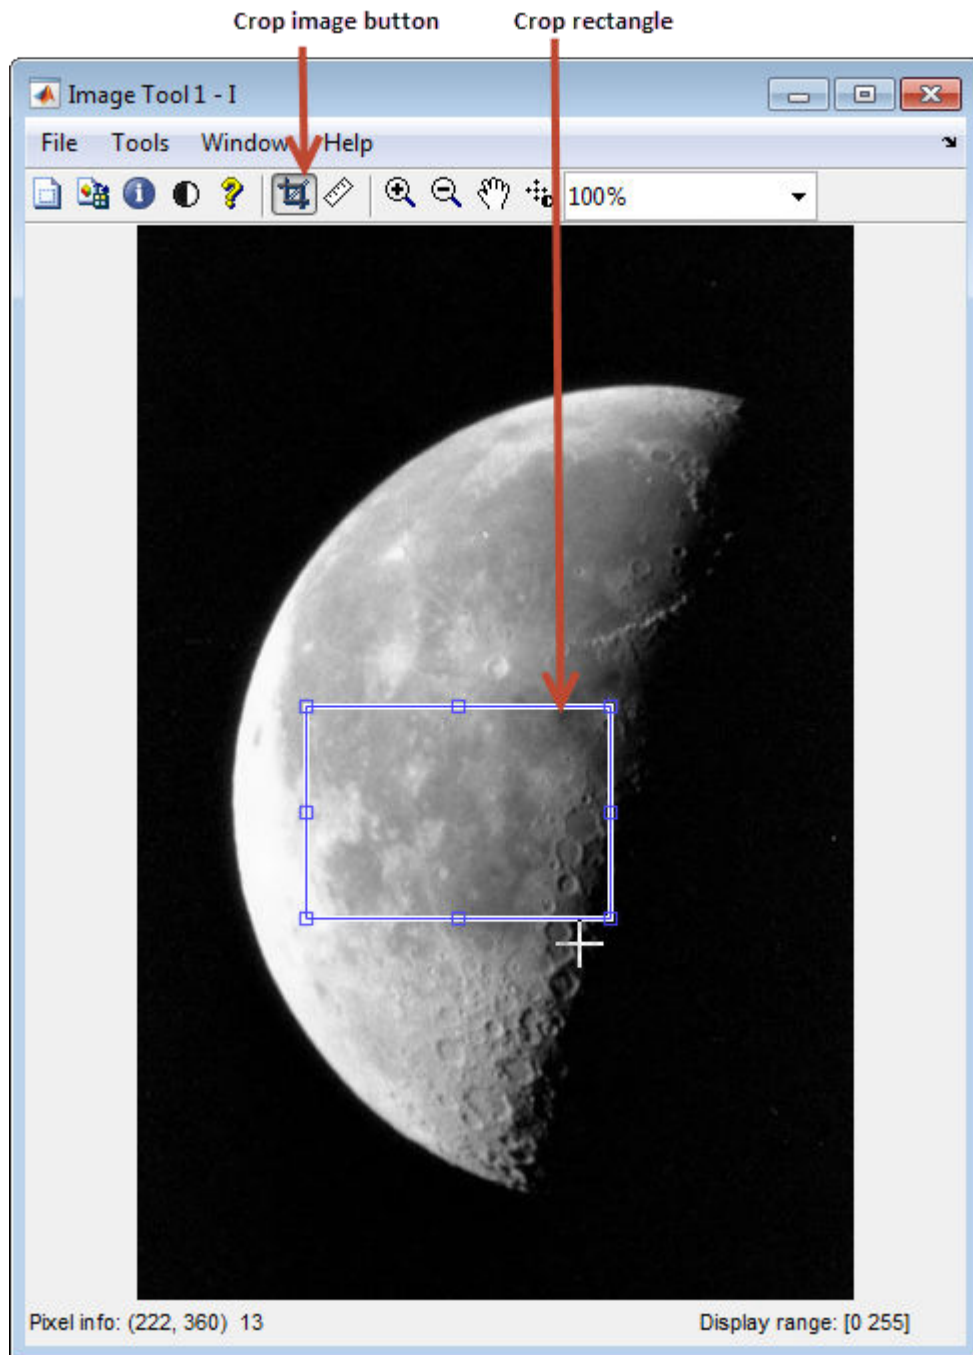 Crop image button Crop rectangle
Image Tool 1 - I
File Tools Window Help
100%
Pixel info: (222, 360) 13 Display range: [0 255]